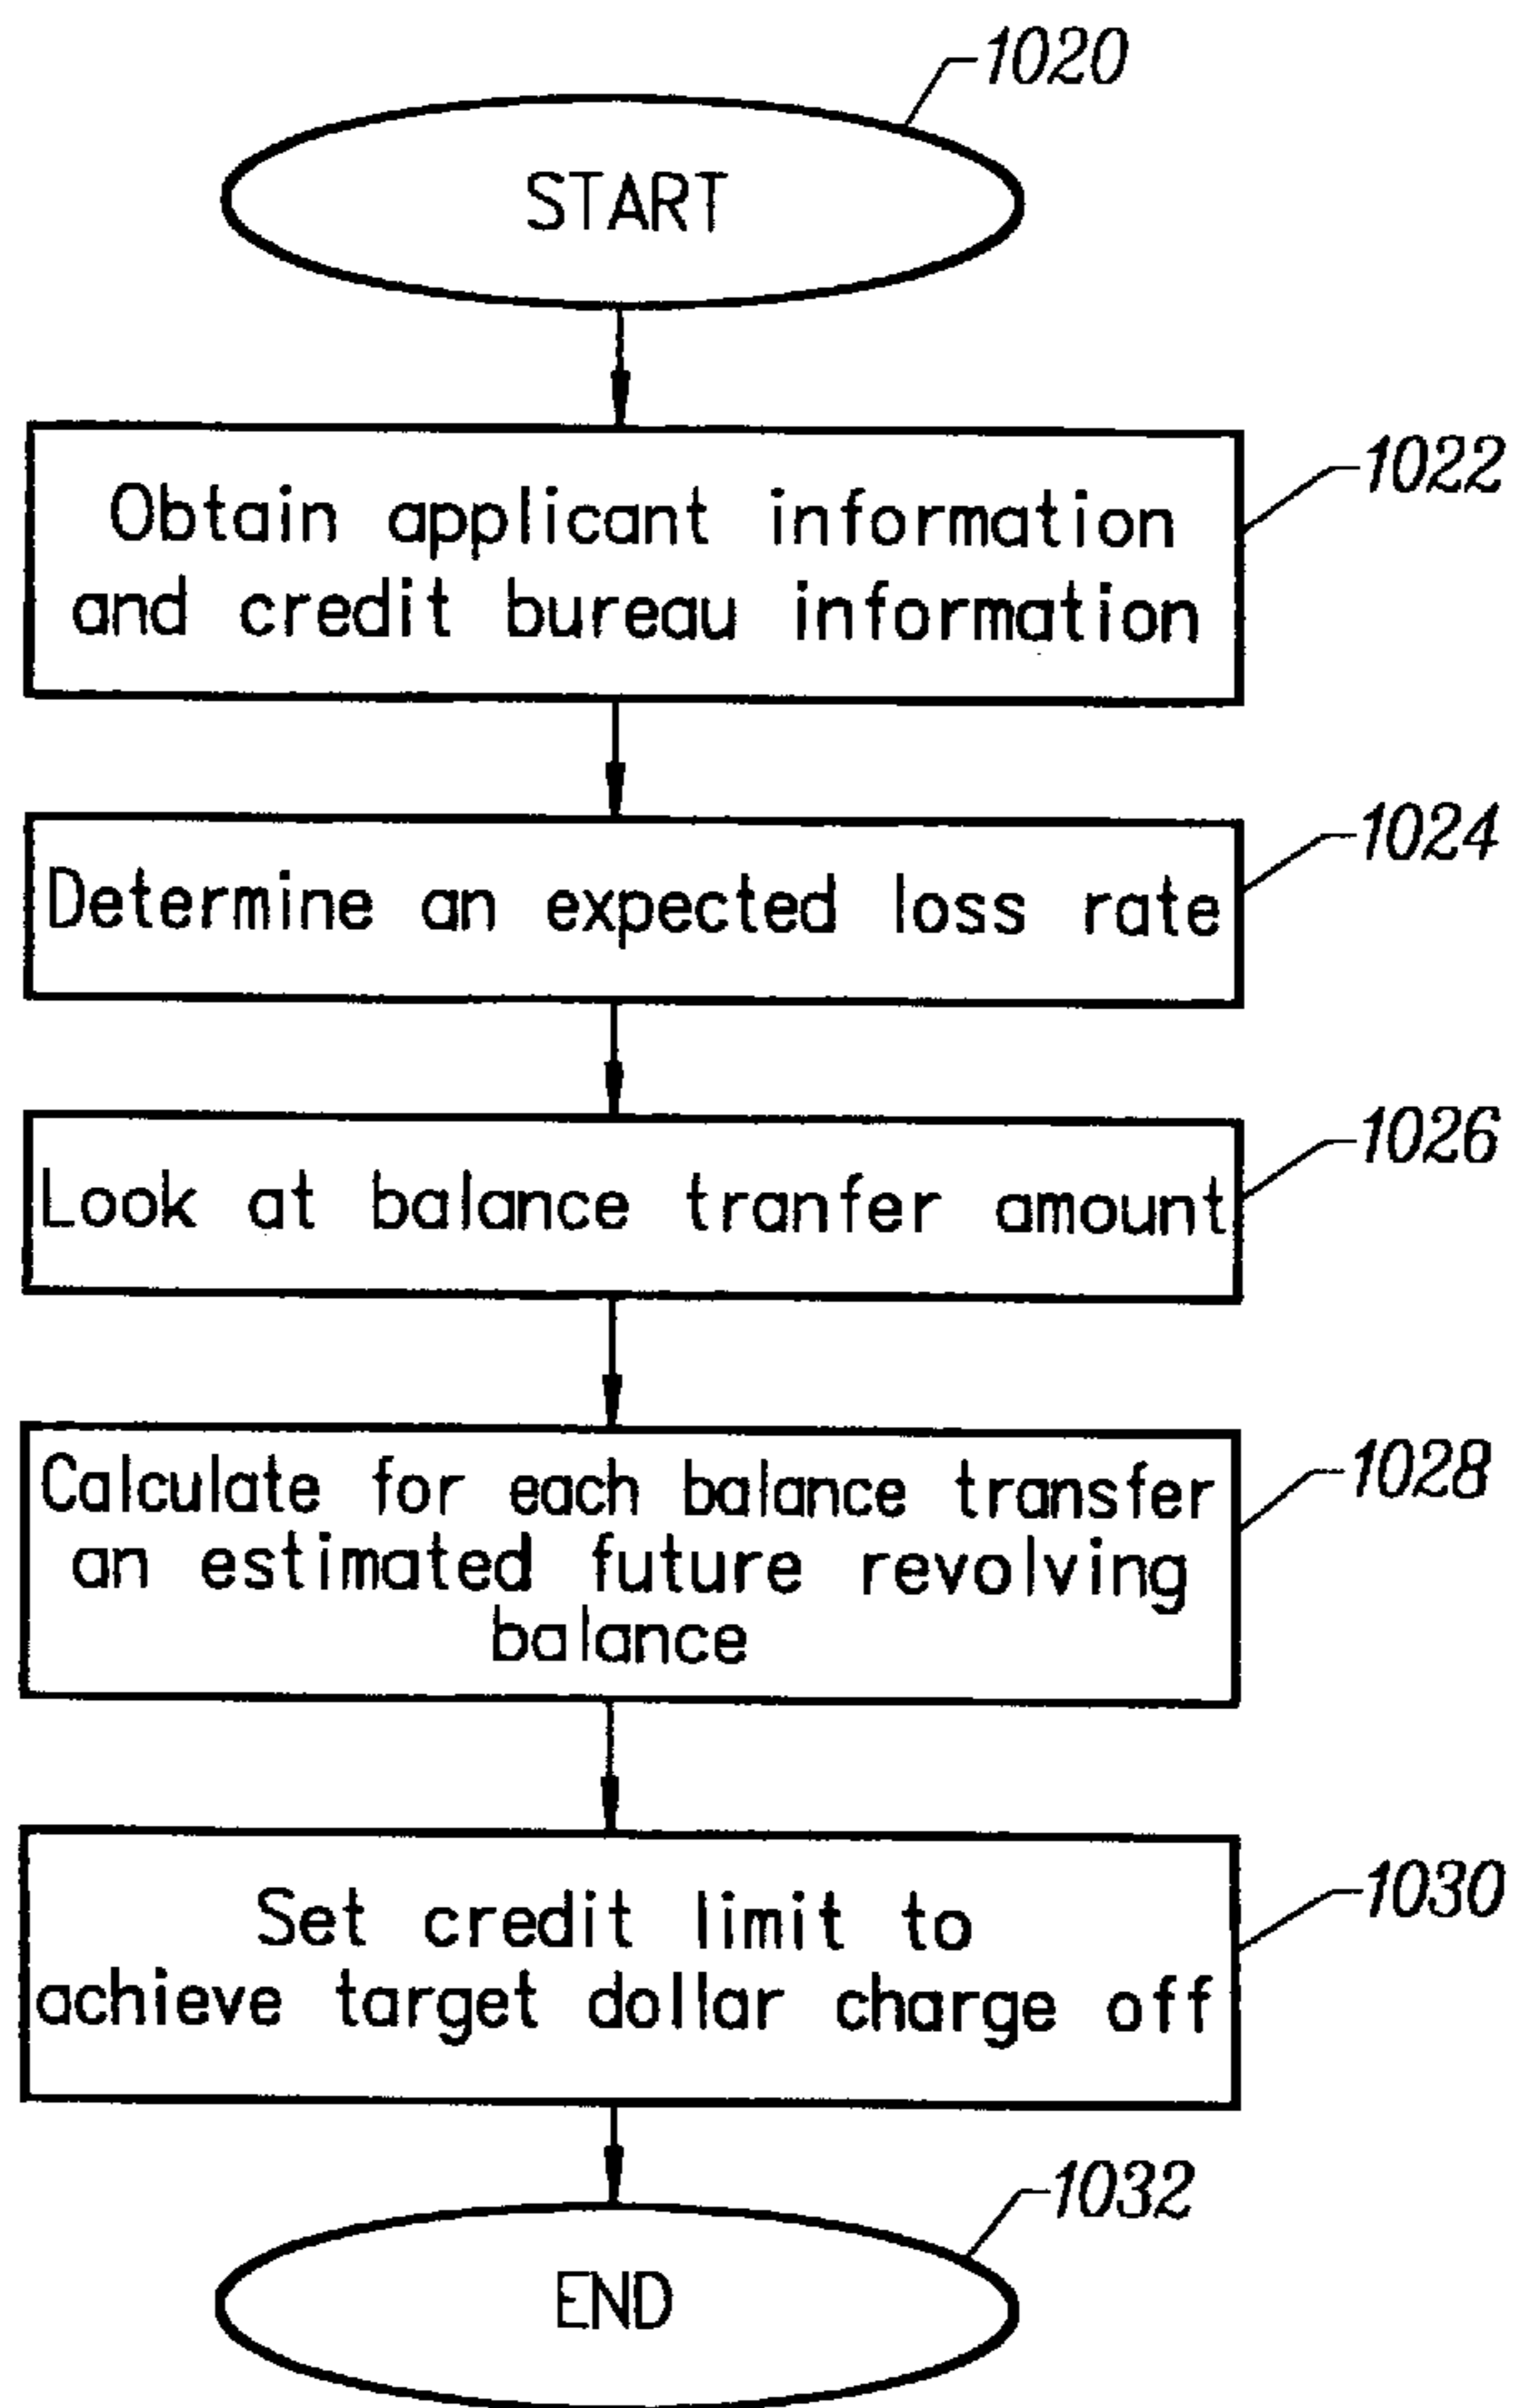 1020
START
1022
Obtain applicant information
and credit bureau information
1024
Determine an expected loss rate
1026
Look at balance tranfer amount
1028
Calculate for each balance transfer
an estimated future revolving
balance
1030
Set credit limit to
achieve target dollar charge off
1032
END